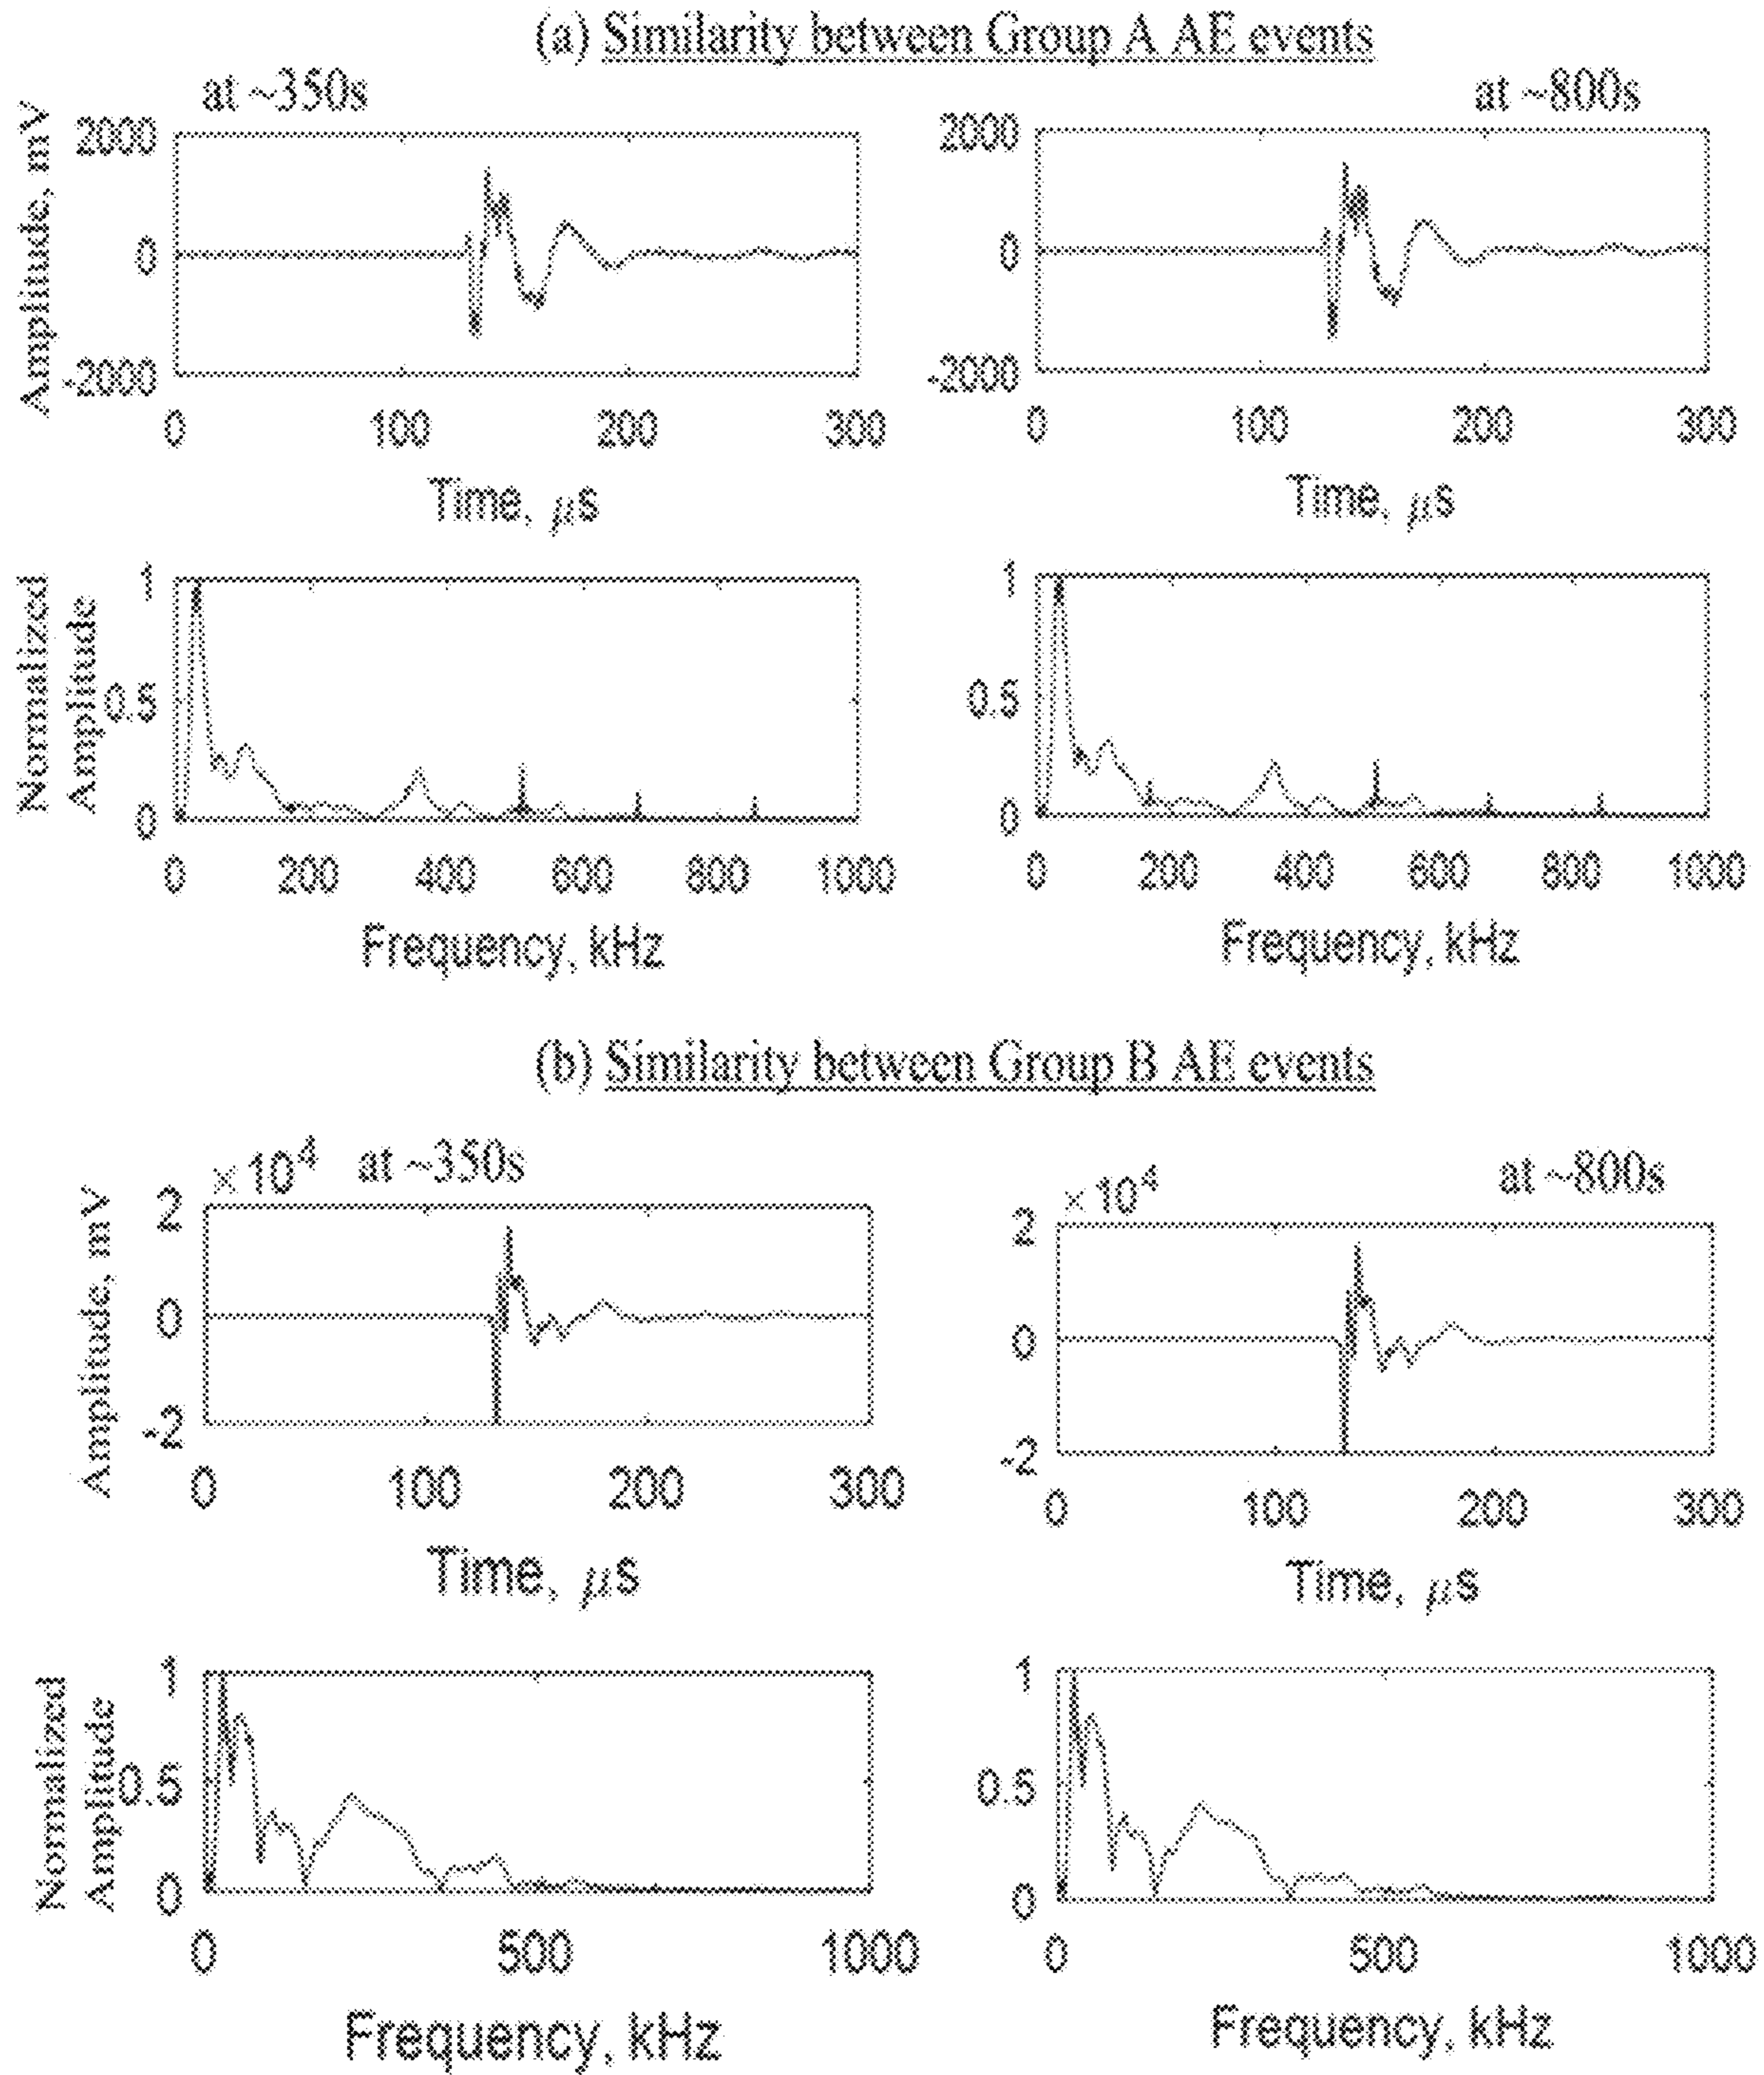 (a) Similarity between Group A AE events
at ~350s
at ~800s
Amplitude, mV
2000
0
-2000
0 100 200 300
Time, μs
2000
0
-2000
0 100 200 300
Time, μs
Normalized
Amplitude
1
0.5
0
0 200 400 600 800 1000
Frequency, kHz
1
0.5
0
0 200 400 600 800 1000
Frequency, kHz
(b) Similarity between Group B AE events
×10⁴ at ~350s
Amplitude, mV
2
0
-2
0 100 200 300
Time, μs
×10⁴ at ~800s
2
0
-2
0 100 200 300
Time, μs
Normalized
Amplitude
1
0.5
0
0 500 1000
Frequency, kHz
1
0.5
0
0 500 1000
Frequency, kHz